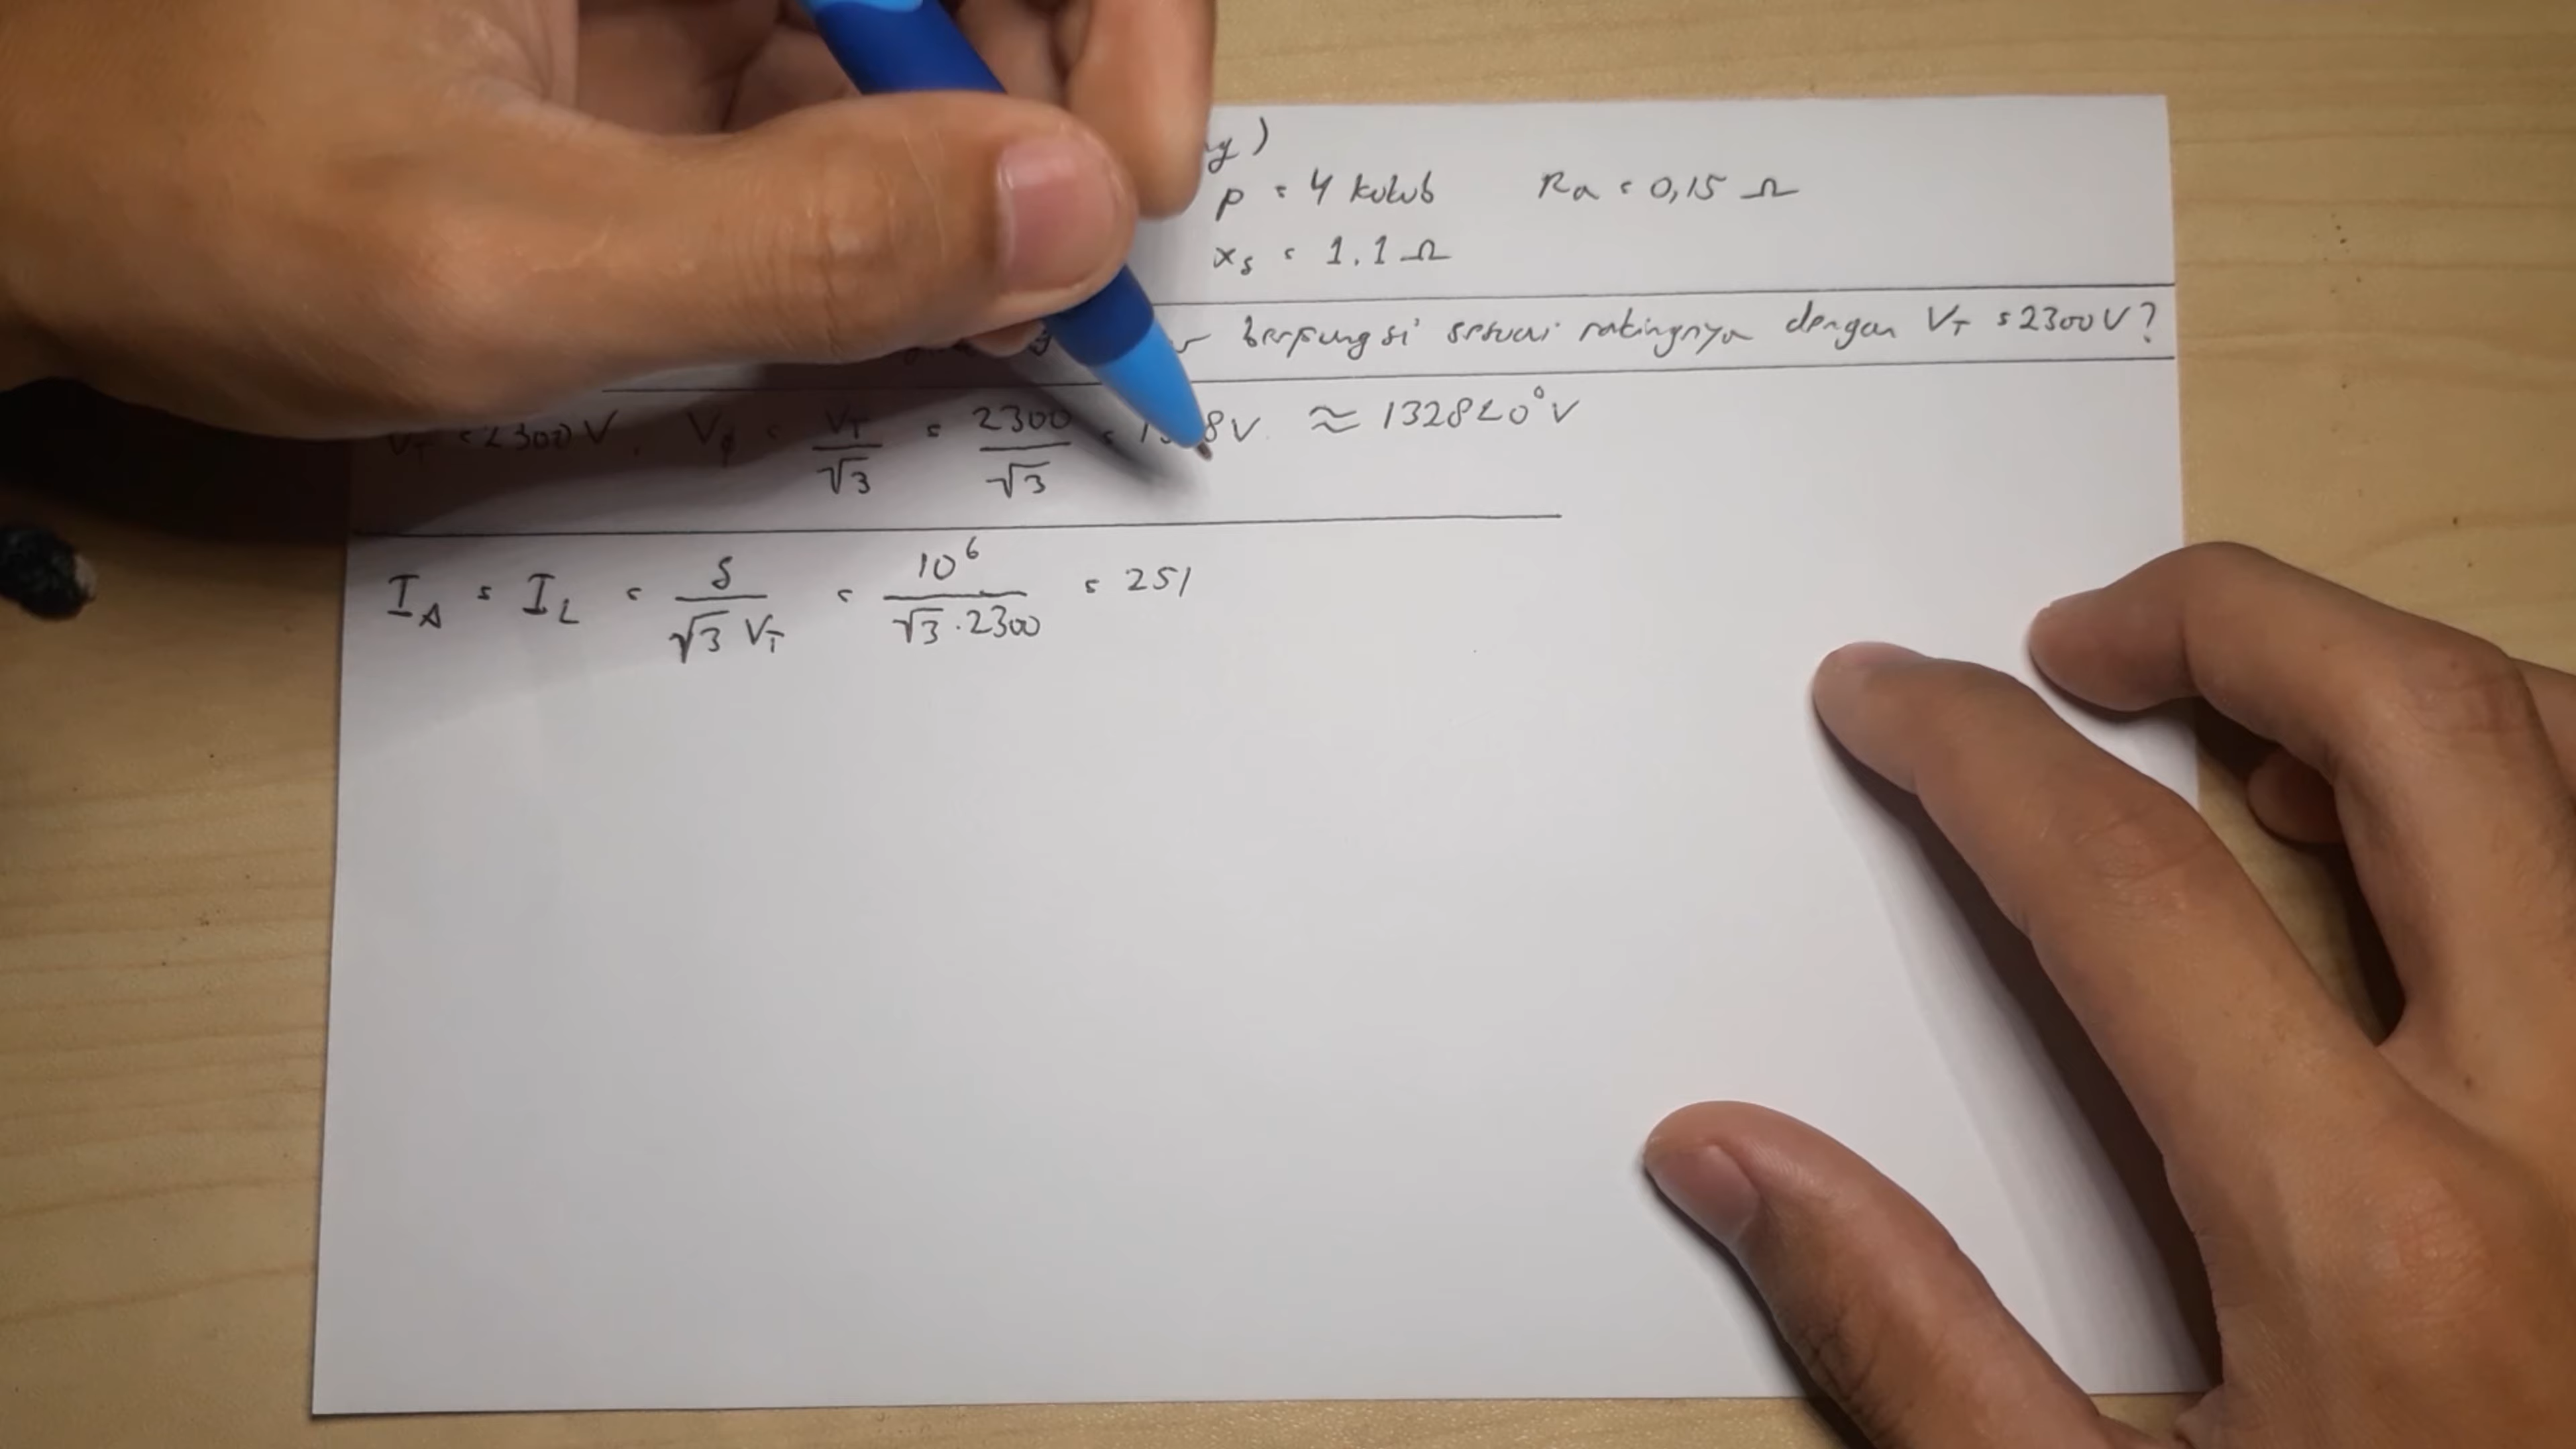 y)
p = 4 kutub Ra = 0,15 Ω
xs = 1.1 Ω
berfungsi sesuai ratingnya dengan VT = 2300 V?
VT = 2300 V, Vφ = VT/√3 = 2300/√3 = 8 V. ≈ 1328∠0° V
IA = IL = S/(√3 VT) = 10⁶/(√3 . 2300) = 251